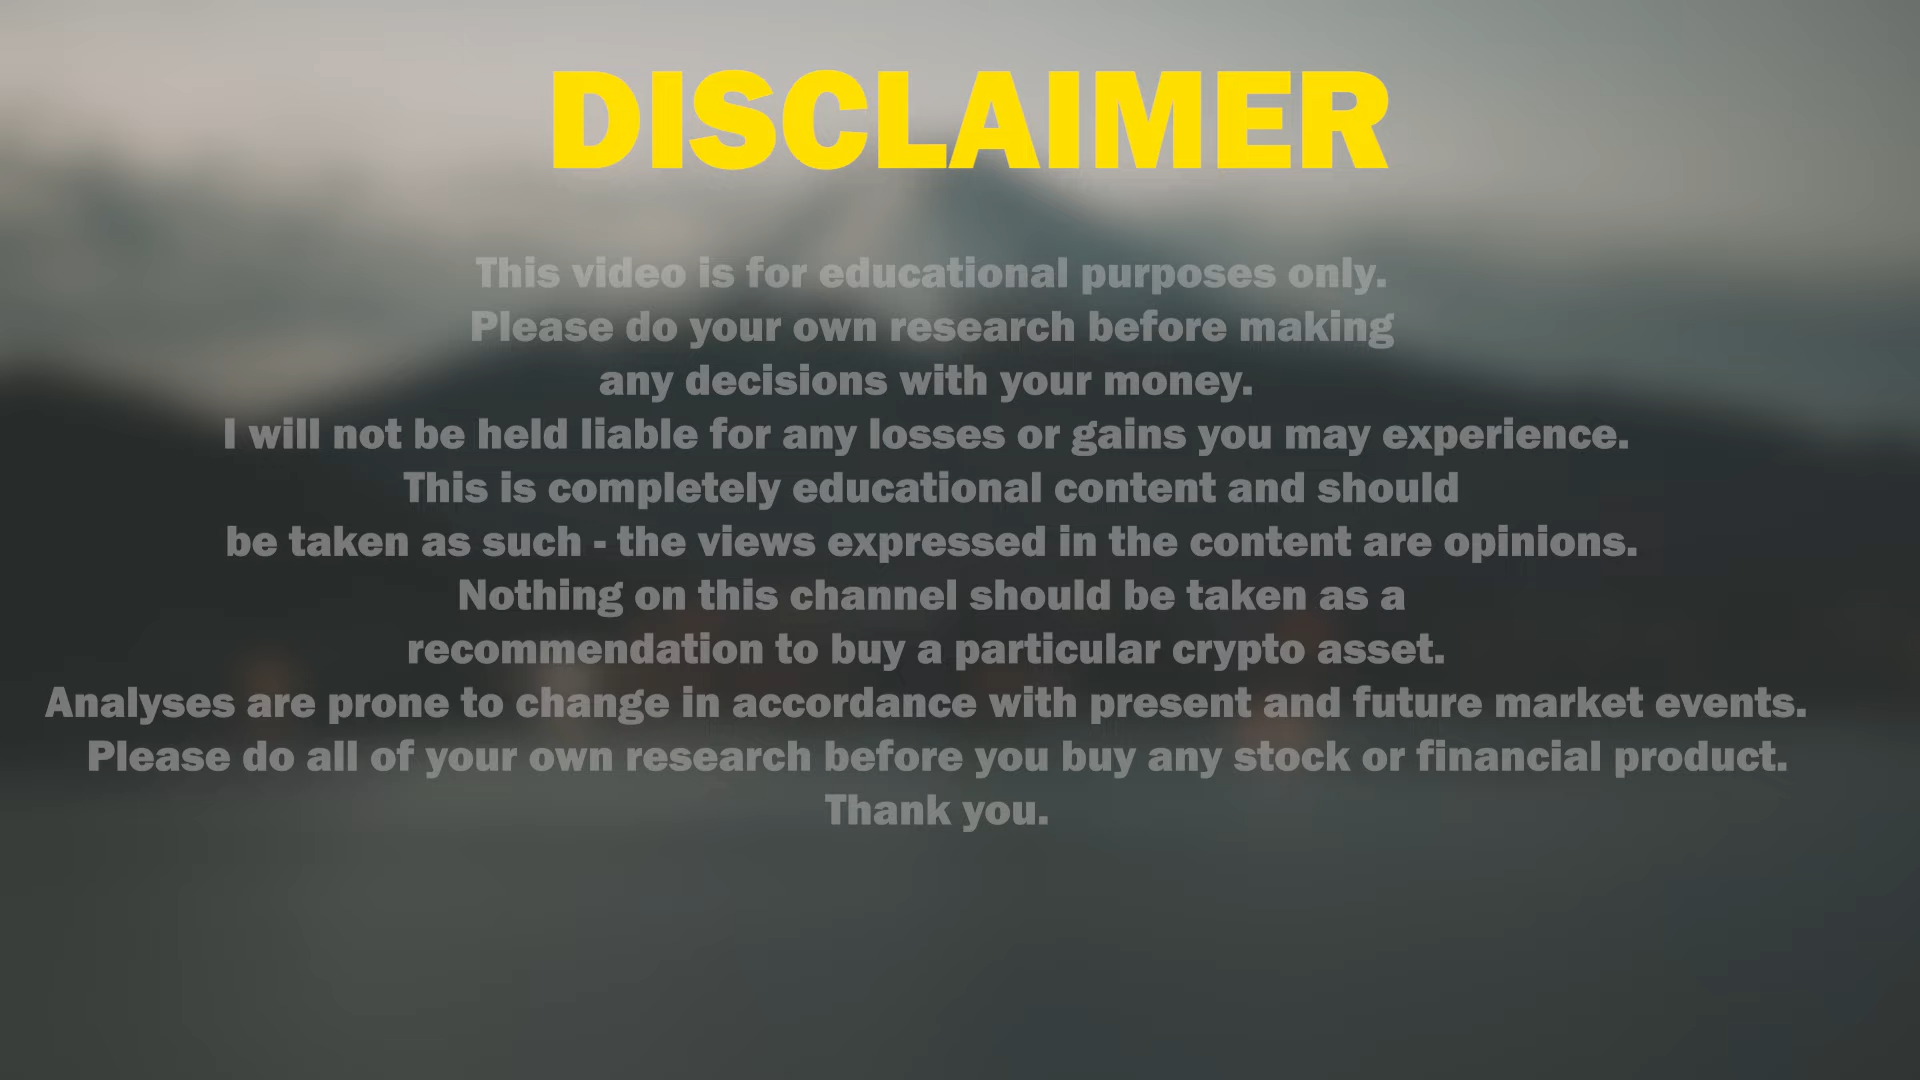 DISCLAIMER
This video is for educational purposes only.
Please do your own research before making
any decisions with your money.
I will not be held liable for any losses or gains you may experience.
This is completely educational content and should
be taken as such - the views expressed in the content are opinions.
Nothing on this channel should be taken as a
recommendation to buy a particular crypto asset.
Analyses are prone to change in accordance with present and future market events.
Please do all of your own research before you buy any stock or financial product.
Thank you.